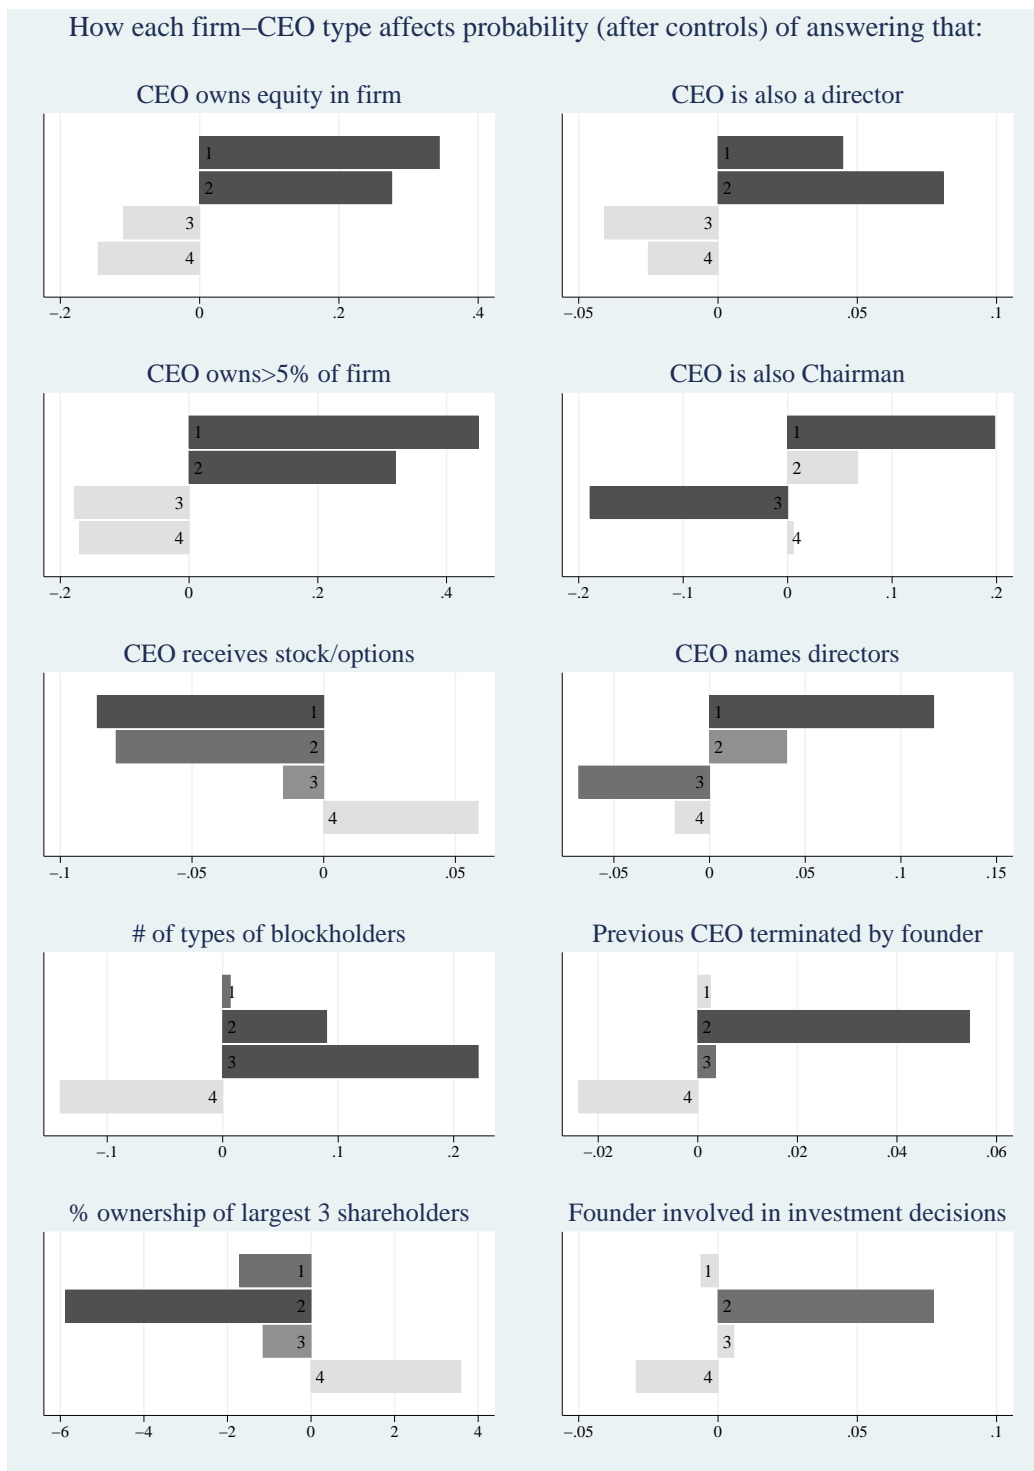 How each firm−CEO type affects probability (after controls) of answering that:
CEO owns equity in firm
1
2
3
4
−.2 0 .2 .4
CEO is also a director
1
2
3
4
−.05 0 .05 .1
CEO owns>5% of firm
1
2
3
4
−.2 0 .2 .4
CEO is also Chairman
1
2
3
4
−.2 −.1 0 .1 .2
CEO receives stock/options
1
2
3
4
−.1 −.05 0 .05
CEO names directors
1
2
3
4
−.05 0 .05 .1 .15
# of types of blockholders
1
2
3
4
−.1 0 .1 .2
Previous CEO terminated by founder
1
2
3
4
−.02 0 .02 .04 .06
% ownership of largest 3 shareholders
1
2
3
4
−6 −4 −2 0 2 4
Founder involved in investment decisions
1
2
3
4
−.05 0 .05 .1